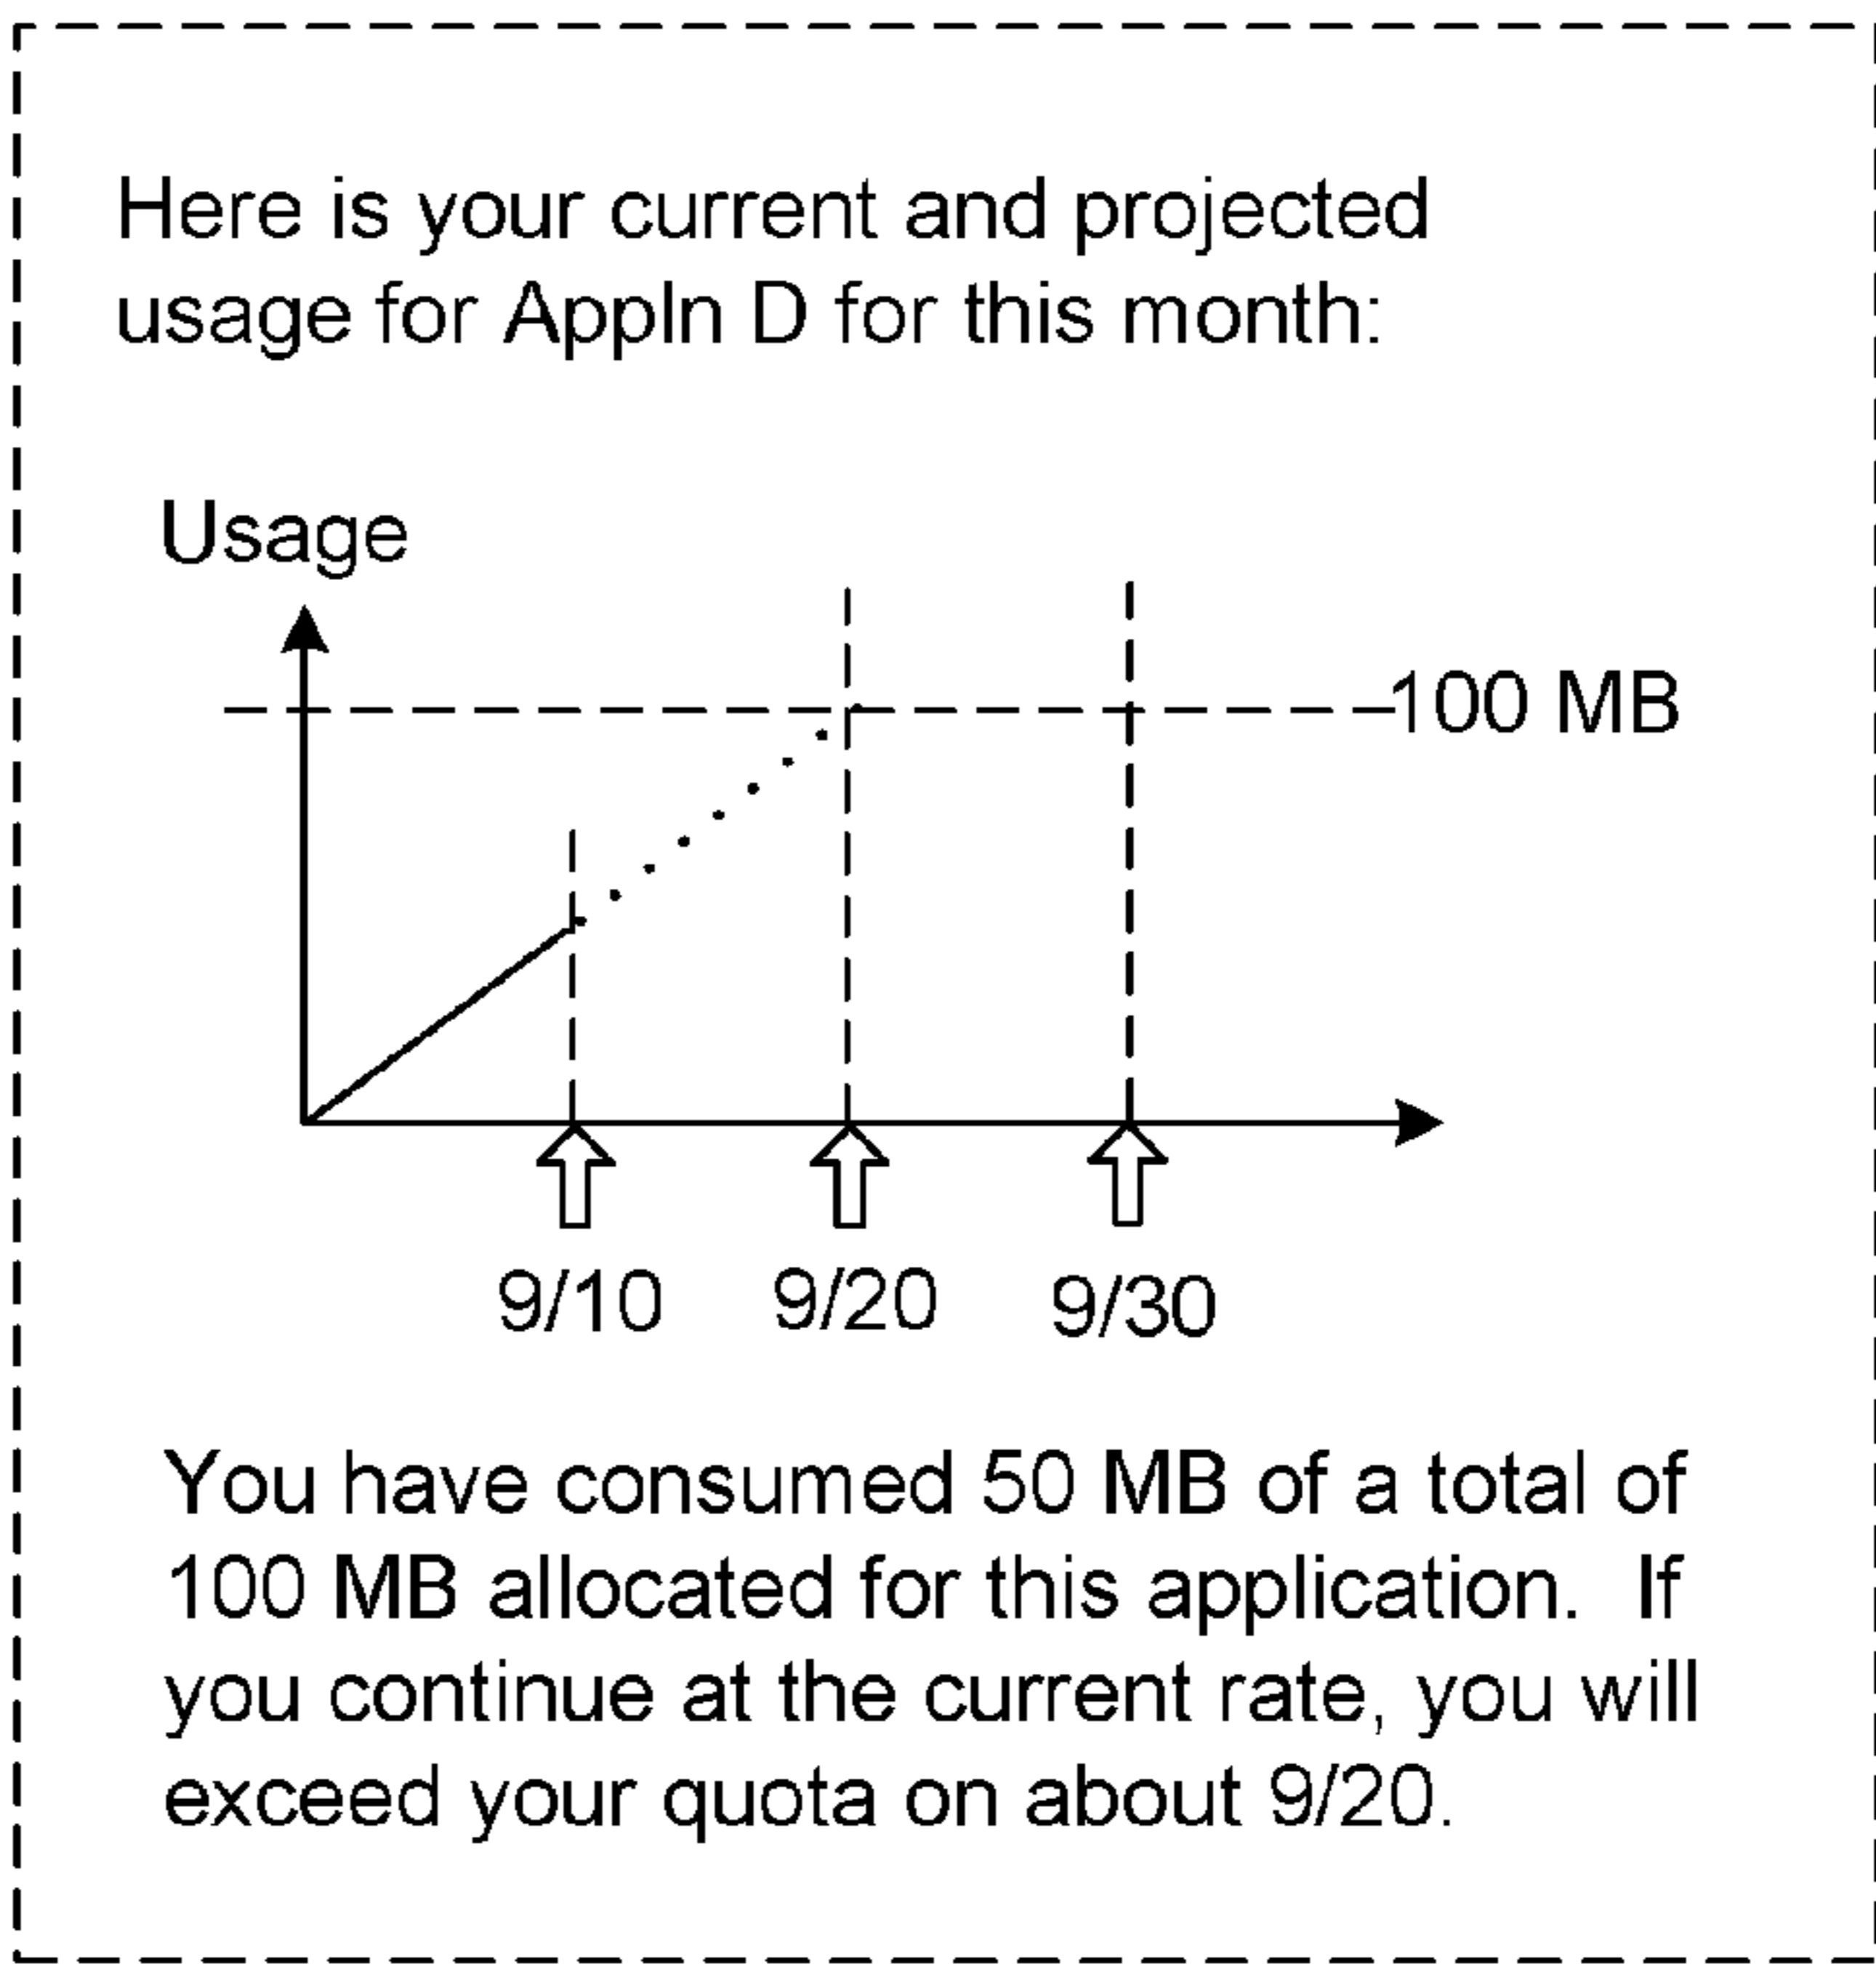 Here is your current and projected
usage for Appln D for this month:
Usage
100 MB
9/10 9/20 9/30
You have consumed 50 MB of a total of
100 MB allocated for this application.  If
you continue at the current rate, you will
exceed your quota on about 9/20.